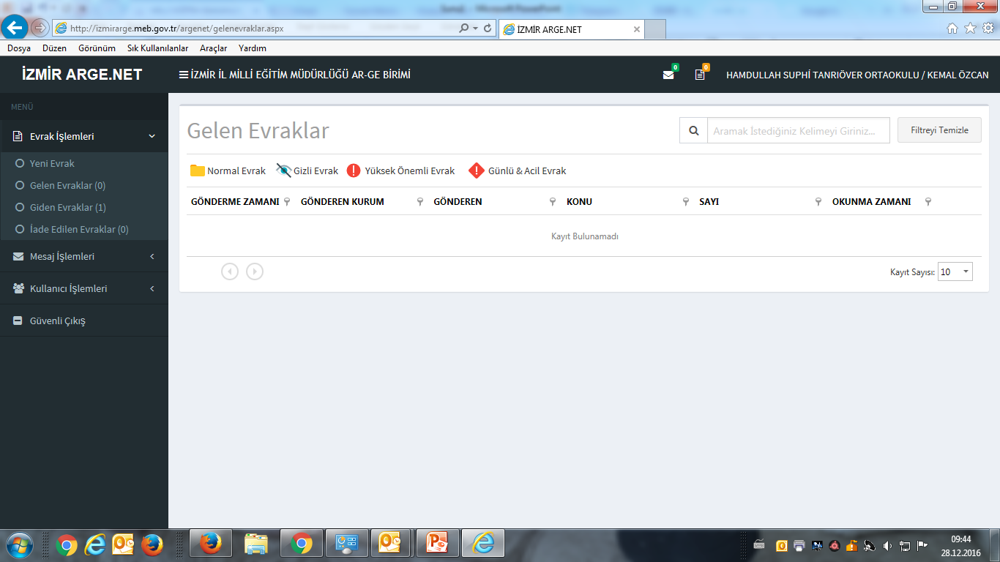 http://izmirarge.meb.gov.tr/argenet/gelenevraklar.aspx
İZMİR ARGE.NET
Dosya Düzen Görünüm Sık Kullanılanlar Araçlar Yardım
İZMİR ARGE.NET
İZMİR İL MİLLİ EĞİTİM MÜDÜRLÜĞÜ AR-GE BİRİMİ
0
0
HAMDULLAH SUPHİ TANRIÖVER ORTAOKULU / KEMAL ÖZCAN
MENÜ
Evrak İşlemleri
Yeni Evrak
Gelen Evraklar (0)
Giden Evraklar (1)
İade Edilen Evraklar (0)
Mesaj İşlemleri
Kullanıcı İşlemleri
Güvenli Çıkış
Gelen Evraklar
Aramak İstediğiniz Kelimeyi Giriniz...
Filtreyi Temizle
Normal Evrak Gizli Evrak Yüksek Önemli Evrak Günlü & Acil Evrak
GÖNDERME ZAMANI GÖNDEREN KURUM GÖNDEREN KONU SAYI OKUNMA ZAMANI
Kayıt Bulunamadı
Kayıt Sayısı: 10
09:44
28.12.2016